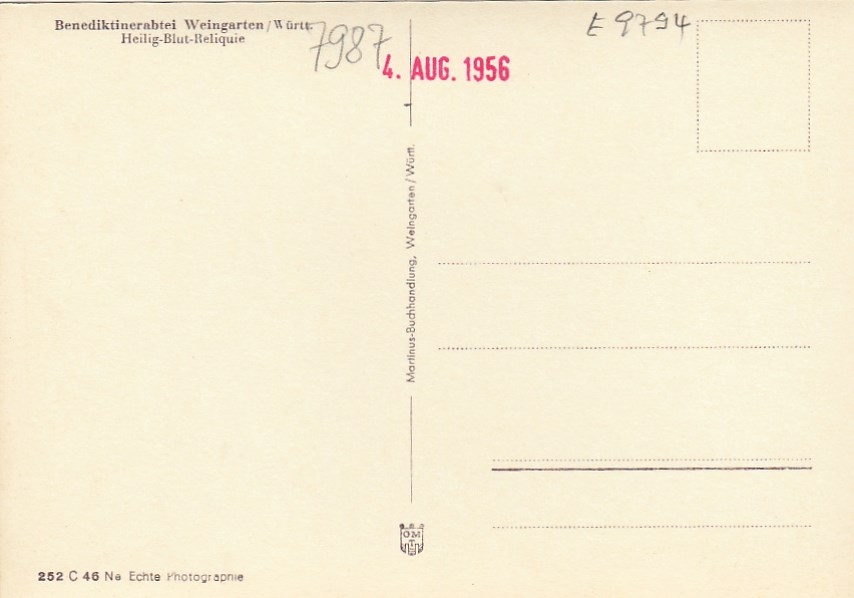 Benediktinerabtei Weingarten/Württ.
Heilig-Blut-Reliquie
7987
4. AUG. 1956
E 9794
Martinus-Buchhandlung, Weingarten/Württ.
OMT
252 C 46 Ne Echte Photographie